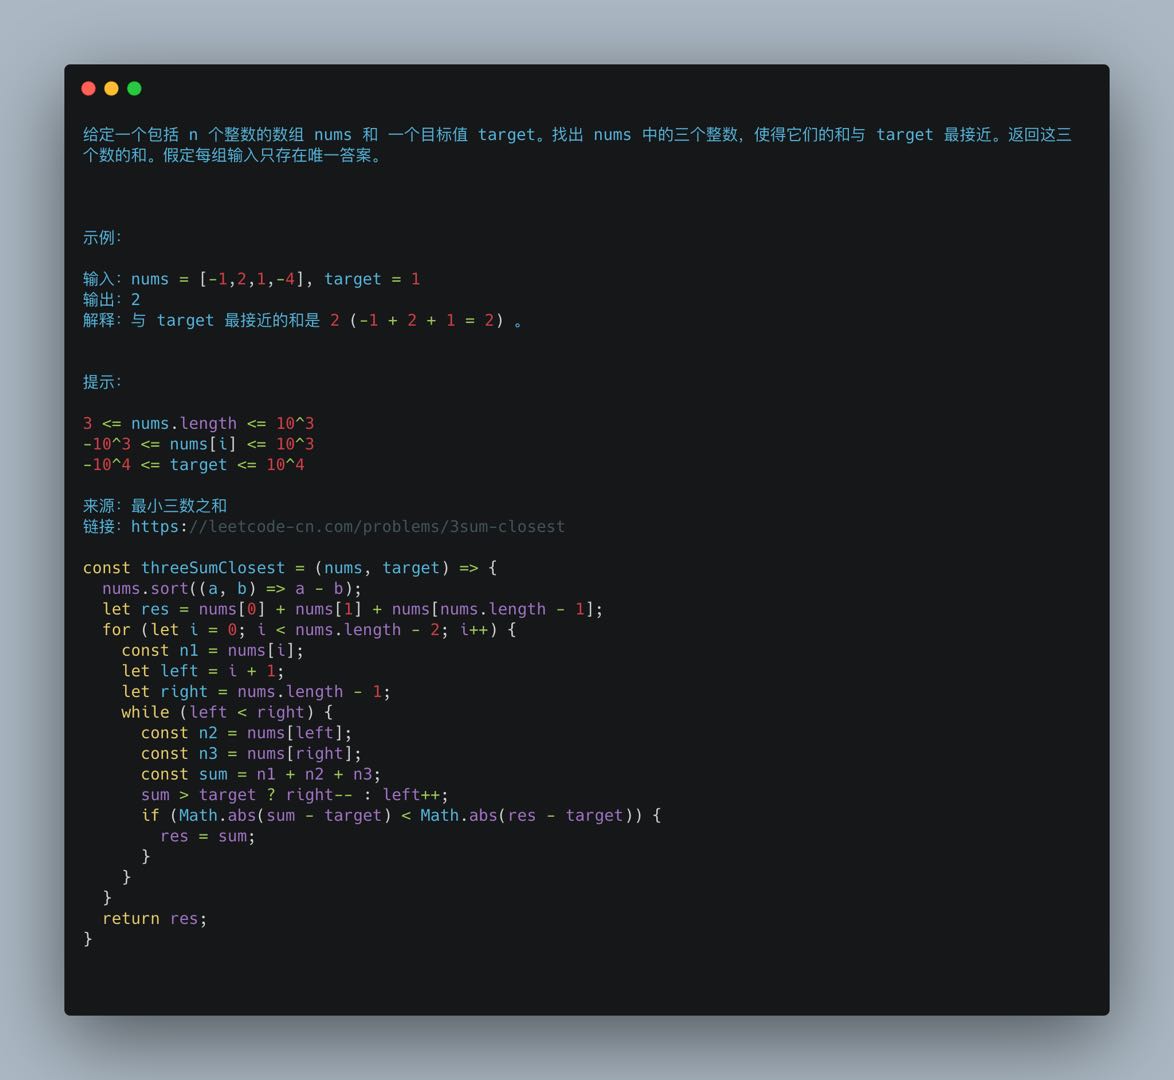 给定一个包括 n 个整数的数组 nums 和 一个目标值 target。找出 nums 中的三个整数，使得它们的和与 target 最接近。返回这三
个数的和。假定每组输入只存在唯一答案。
示例：
输入：nums = [-1,2,1,-4], target = 1
输出：2
解释：与 target 最接近的和是 2 (-1 + 2 + 1 = 2) 。
提示：
3 <= nums.length <= 10^3
-10^3 <= nums[i] <= 10^3
-10^4 <= target <= 10^4
来源：最小三数之和
链接：https://leetcode-cn.com/problems/3sum-closest
const threeSumClosest = (nums, target) => {
  nums.sort((a, b) => a - b);
  let res = nums[0] + nums[1] + nums[nums.length - 1];
  for (let i = 0; i < nums.length - 2; i++) {
    const n1 = nums[i];
    let left = i + 1;
    let right = nums.length - 1;
    while (left < right) {
      const n2 = nums[left];
      const n3 = nums[right];
      const sum = n1 + n2 + n3;
      sum > target ? right-- : left++;
      if (Math.abs(sum - target) < Math.abs(res - target)) {
        res = sum;
      }
    }
  }
  return res;
}